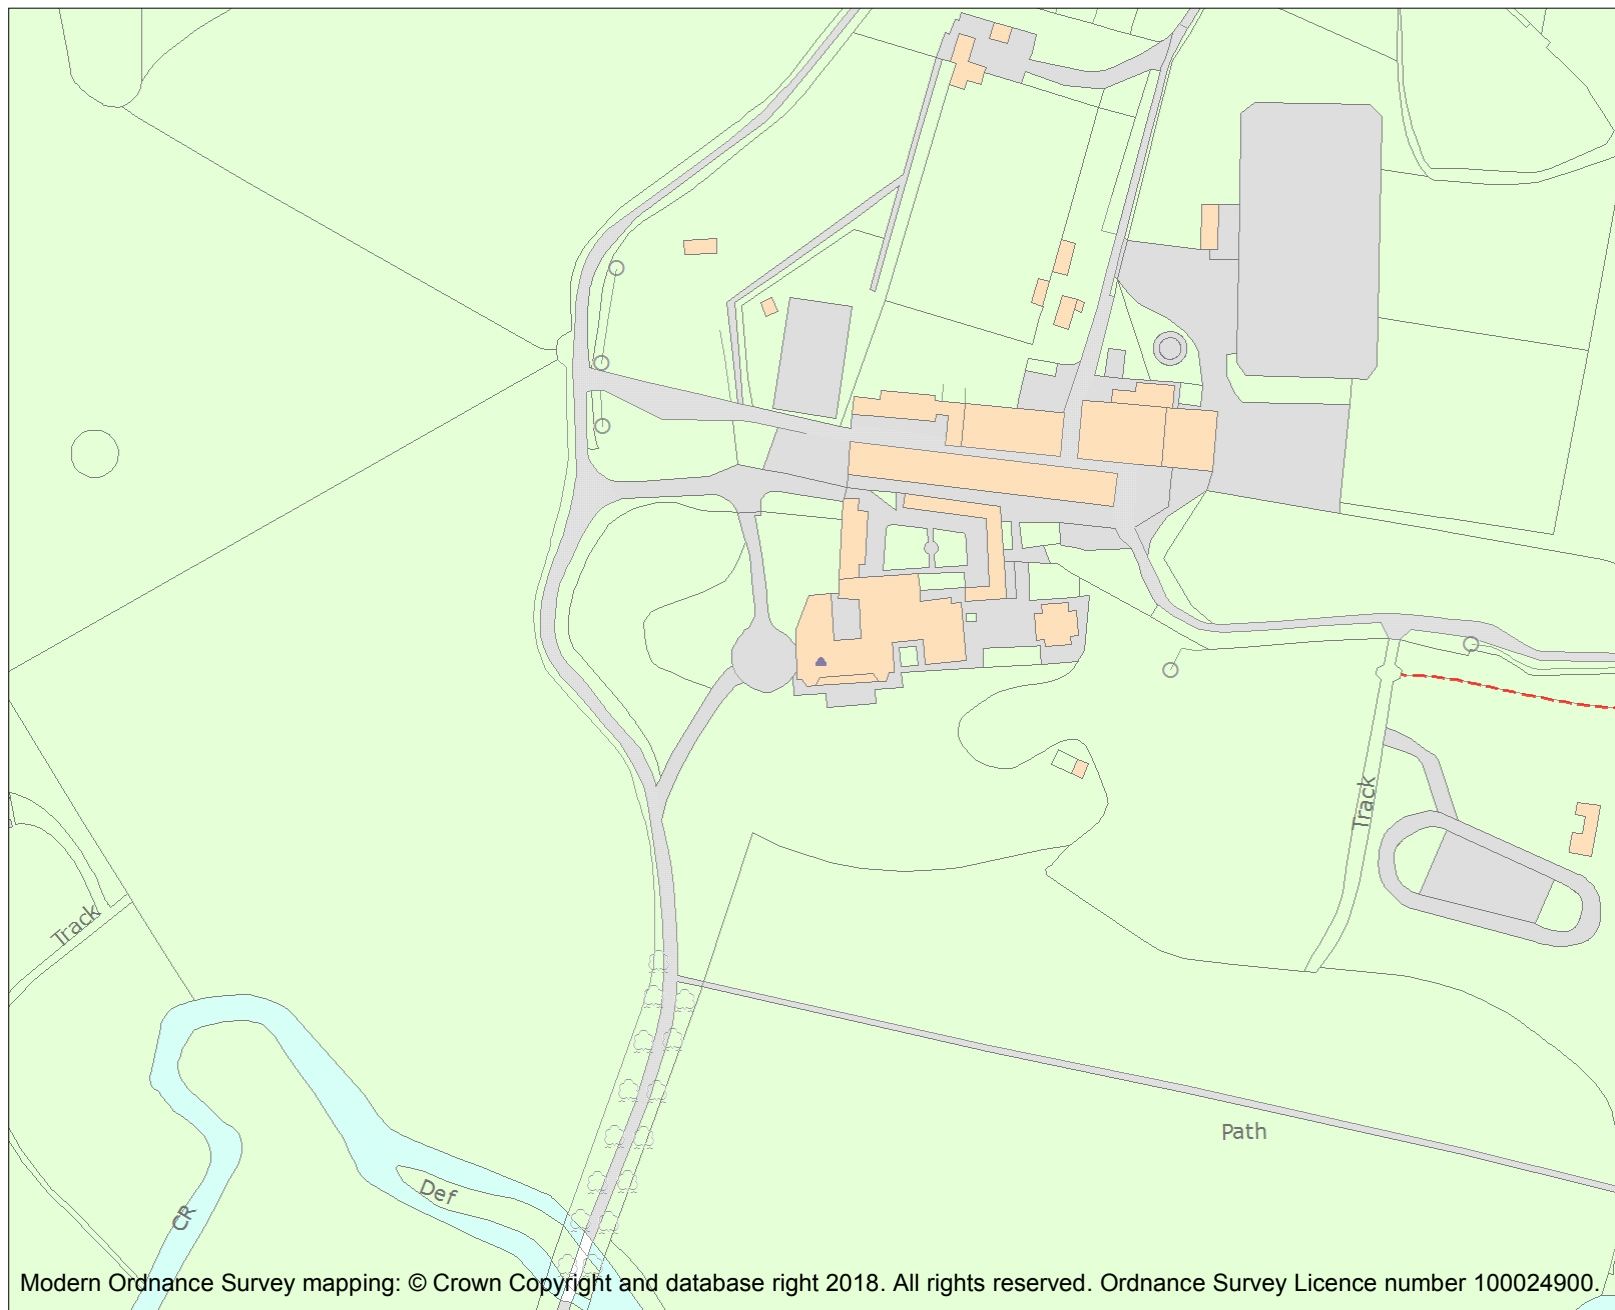 Track
Track
Path
Def
CR
Modern Ordnance Survey mapping: © Crown Copyright and database right 2018. All rights reserved. Ordnance Survey Licence number 100024900.